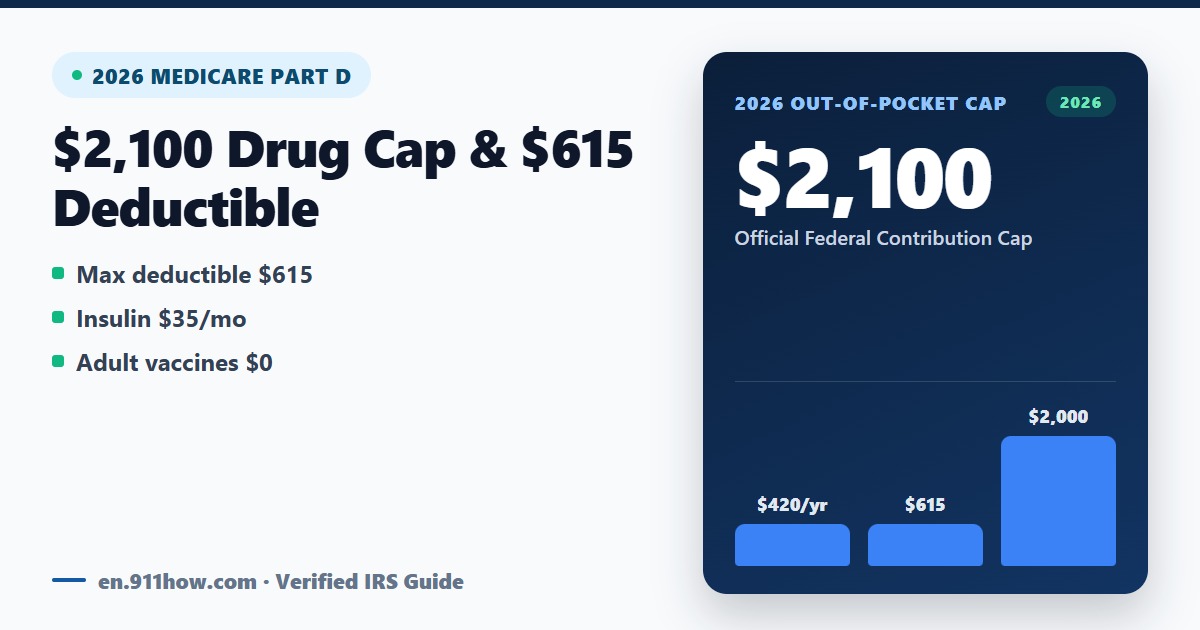 2026 MEDICARE PART D
$2,100 Drug Cap & $615
Deductible
Max deductible $615
Insulin $35/mo
Adult vaccines $0
en.911how.com · Verified IRS Guide
2026 OUT-OF-POCKET CAP
2026
$2,100
Official Federal Contribution Cap
$420/yr
$615
$2,000